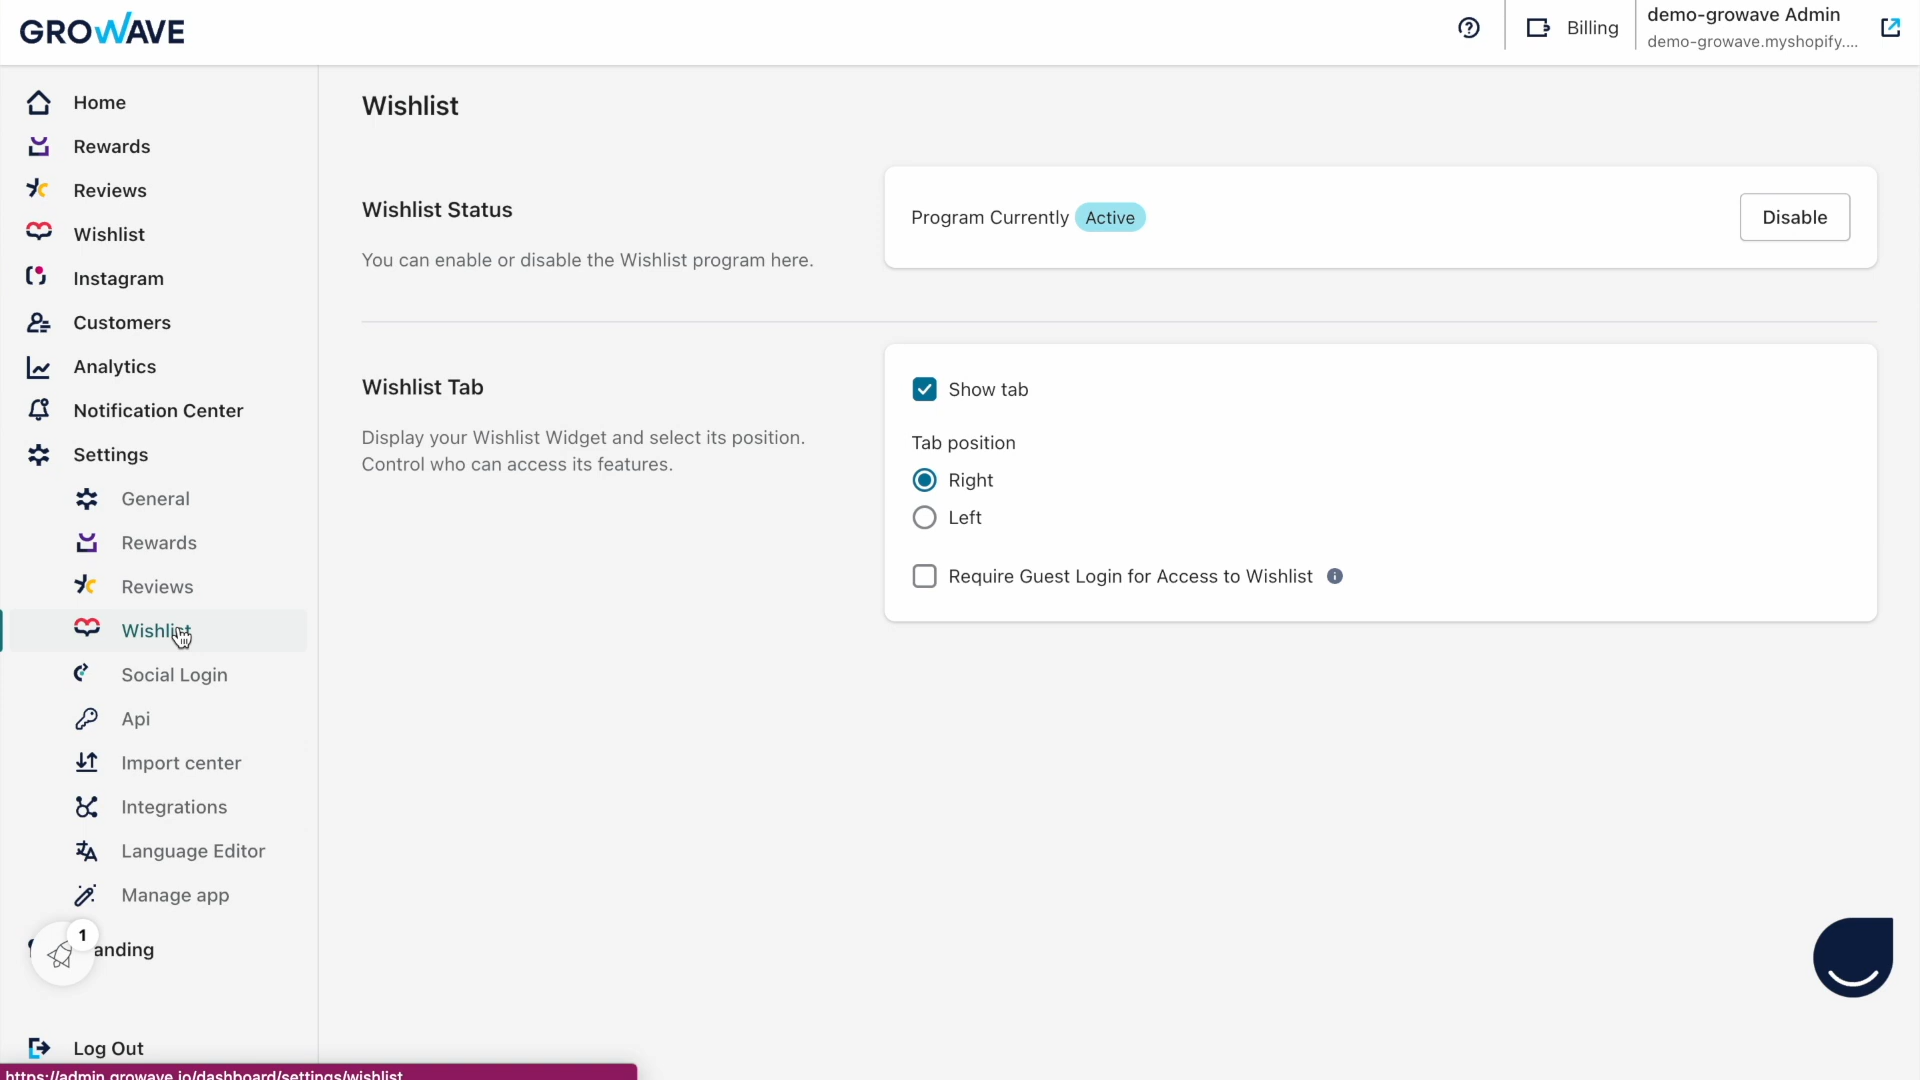 GROWAVE
Billing
demo-growave Admin
demo-growave.myshopify....
Home
Rewards
Reviews
Wishlist
Instagram
Customers
Analytics
Notification Center
Settings
General
Rewards
Reviews
Wishlist
Social Login
Api
Import center
Integrations
Language Editor
Manage app
1
anding
Log Out
https://admin.growave.io/dashboard/settings/wishlist
Wishlist
Wishlist Status
You can enable or disable the Wishlist program here.
Program Currently Active
Disable
Wishlist Tab
Display your Wishlist Widget and select its position.
Control who can access its features.
Show tab
Tab position
Right
Left
Require Guest Login for Access to Wishlist